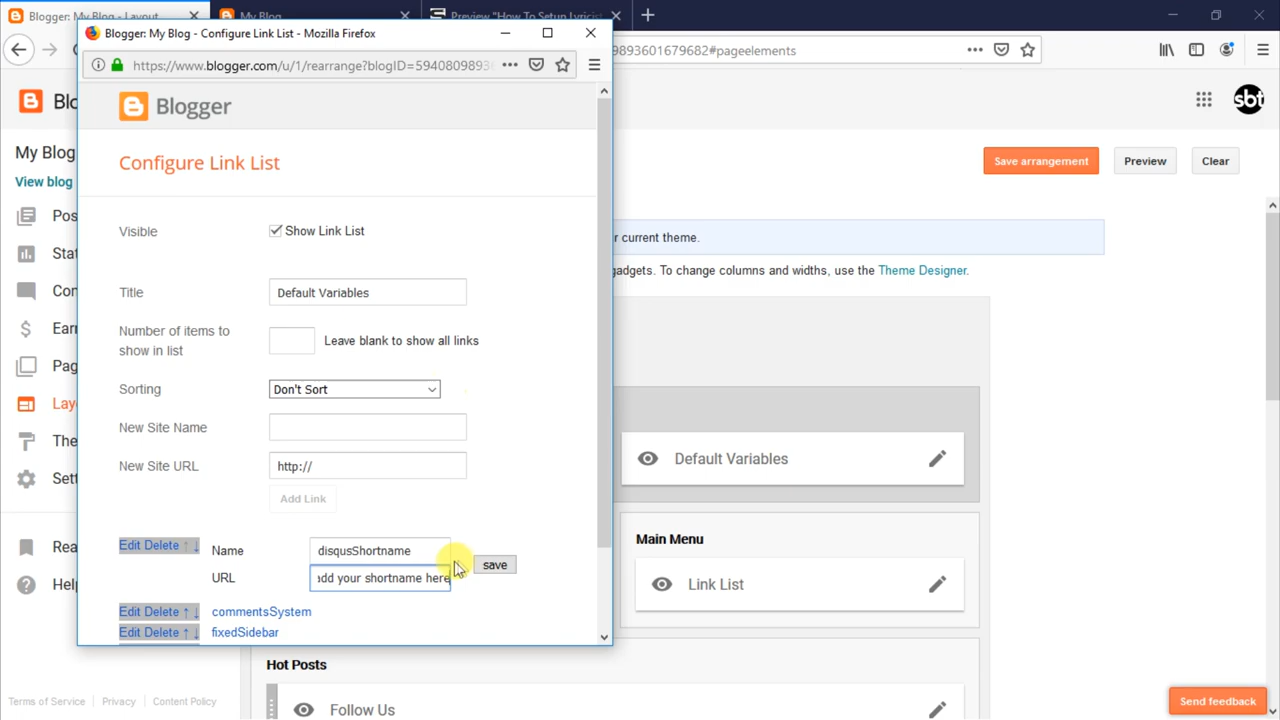 Blogger: My Blog - Layout
My Blog
Preview "How To Setup Lyricist
Blogger: My Blog - Configure Link List - Mozilla Firefox
https://www.blogger.com/u/1/rearrange?blogID=5940809893
9893601679682#pageelements
Blogger
Blo
sbt
My Blog
View blog
Configure Link List
Save arrangement
Preview
Clear
Pos
Stat
Con
Earn
Pag
Lay
The
Sett
Rea
Help
Visible
Show Link List
r current theme.
gadgets. To change columns and widths, use the Theme Designer.
Title
Default Variables
Number of items to
show in list
Leave blank to show all links
Sorting
Don't Sort
New Site Name
New Site URL
http://
Add Link
Default Variables
Edit Delete ↑ ↓
Name
disqusShortname
save
URL
add your shortname here
Edit Delete ↑ ↓ commentsSystem
Edit Delete ↑ ↓ fixedSidebar
Main Menu
Link List
Hot Posts
Follow Us
Terms of Service
Privacy
Content Policy
Send feedback